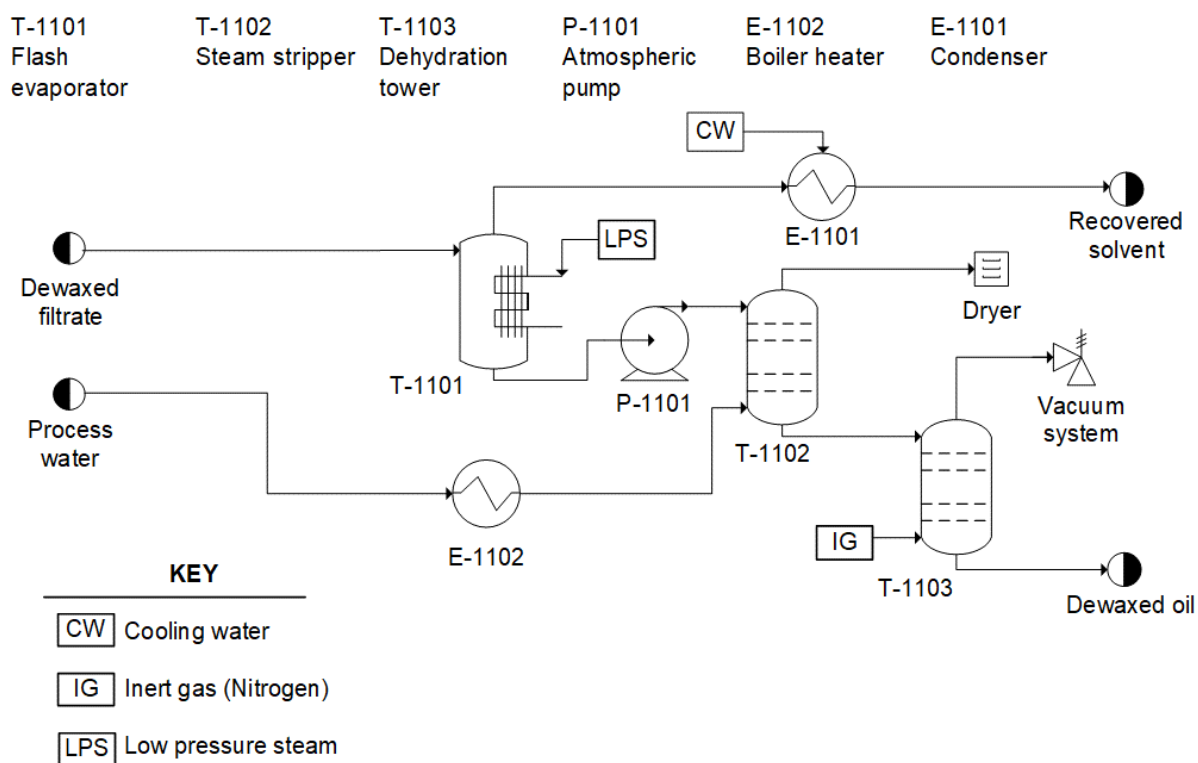 T-1101 T-1102 T-1103 P-1101 E-1102 E-1101
Flash Steam stripper Dehydration Atmospheric Boiler heater Condenser
evaporator tower pump
CW
E-1101
Recovered
solvent
LPS
Dewaxed
filtrate
Dryer
T-1101
P-1101
T-1102
Vacuum
system
Process
water
E-1102
IG
T-1103
Dewaxed oil
KEY
CW Cooling water
IG Inert gas (Nitrogen)
LPS Low pressure steam